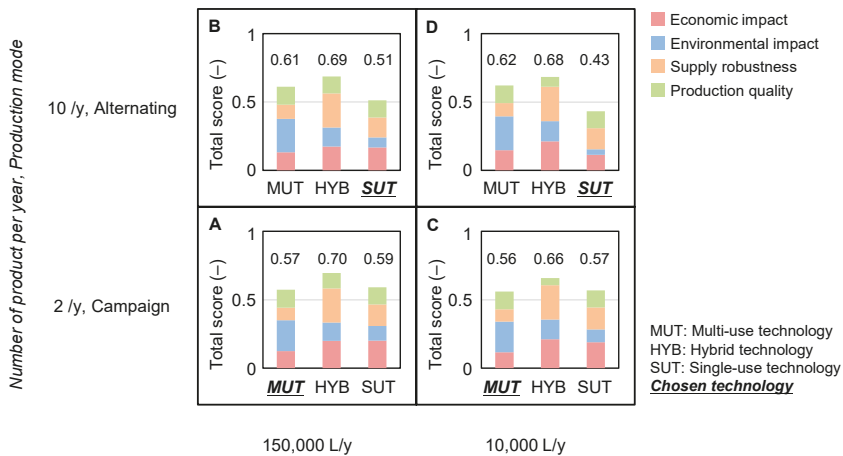 Number of product per year, Production mode
10 /y, Alternating
2 /y, Campaign
B
1
0.61 0.69 0.51
0.5
0
Total score (–)
MUT HYB SUT
D
1
0.62 0.68 0.43
0.5
0
Total score (–)
MUT HYB SUT
A
1
0.57 0.70 0.59
0.5
0
Total score (–)
MUT HYB SUT
C
1
0.56 0.66 0.57
0.5
0
Total score (–)
MUT HYB SUT
150,000 L/y
10,000 L/y
Economic impact
Environmental impact
Supply robustness
Production quality
MUT: Multi-use technology
HYB: Hybrid technology
SUT: Single-use technology
Chosen technology